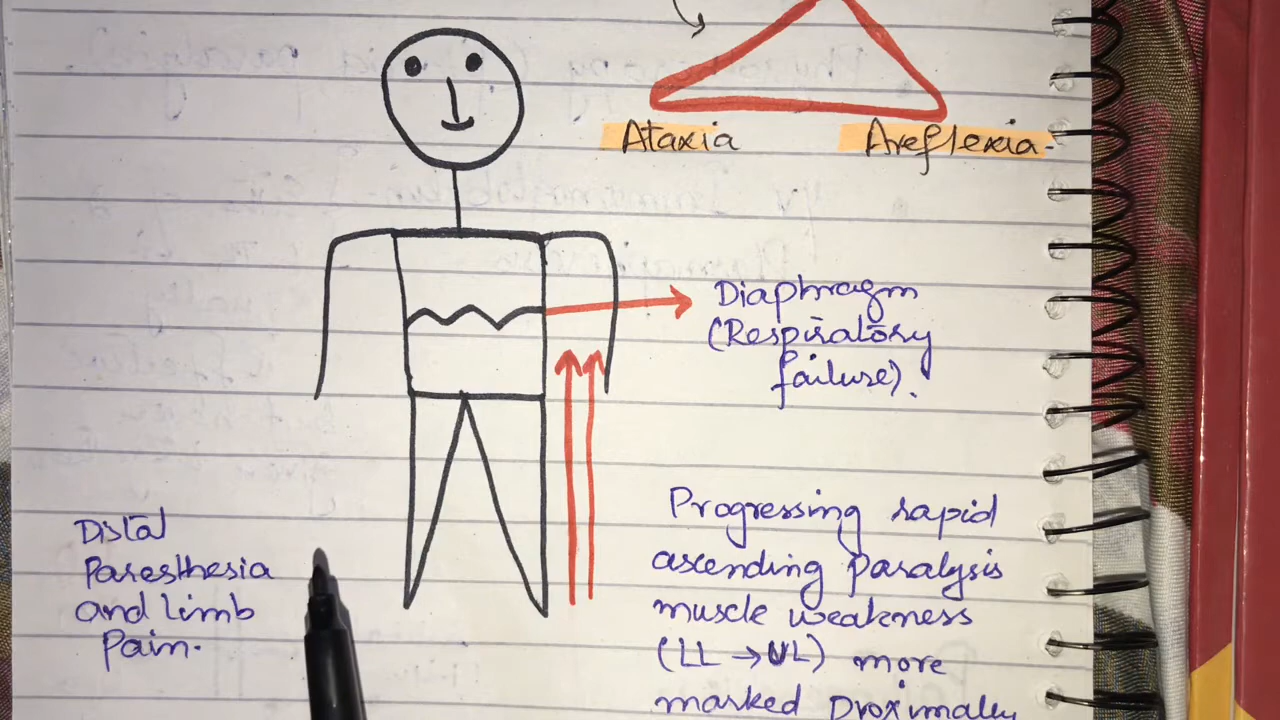 Ataxia
Areflexia.
Diaphragm
(Respiratory
failure).
Distal
Paresthesia
and limb
Pain.
Progressing rapid
ascending paralysis
muscle weakness
(LL → UL) more
marked proximally